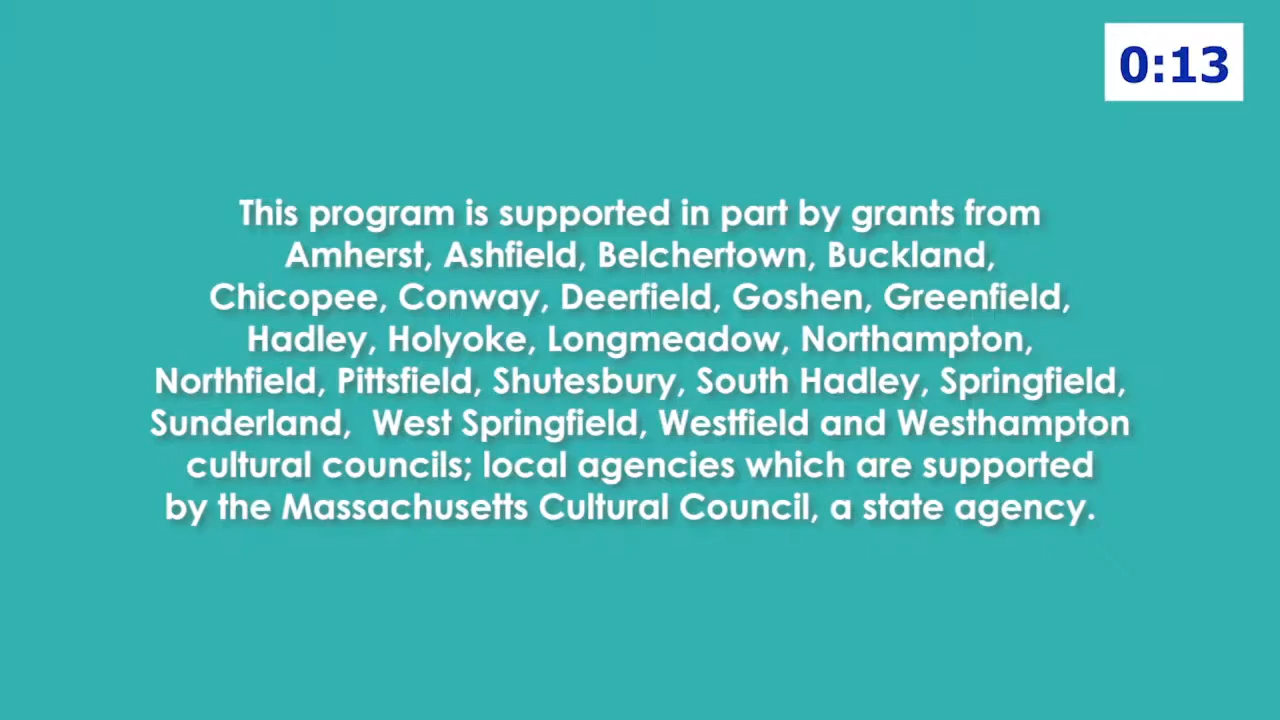 0:13
This program is supported in part by grants from
Amherst, Ashfield, Belchertown, Buckland,
Chicopee, Conway, Deerfield, Goshen, Greenfield,
Hadley, Holyoke, Longmeadow, Northampton,
Northfield, Pittsfield, Shutesbury, South Hadley, Springfield,
Sunderland,  West Springfield, Westfield and Westhampton
cultural councils; local agencies which are supported
by the Massachusetts Cultural Council, a state agency.